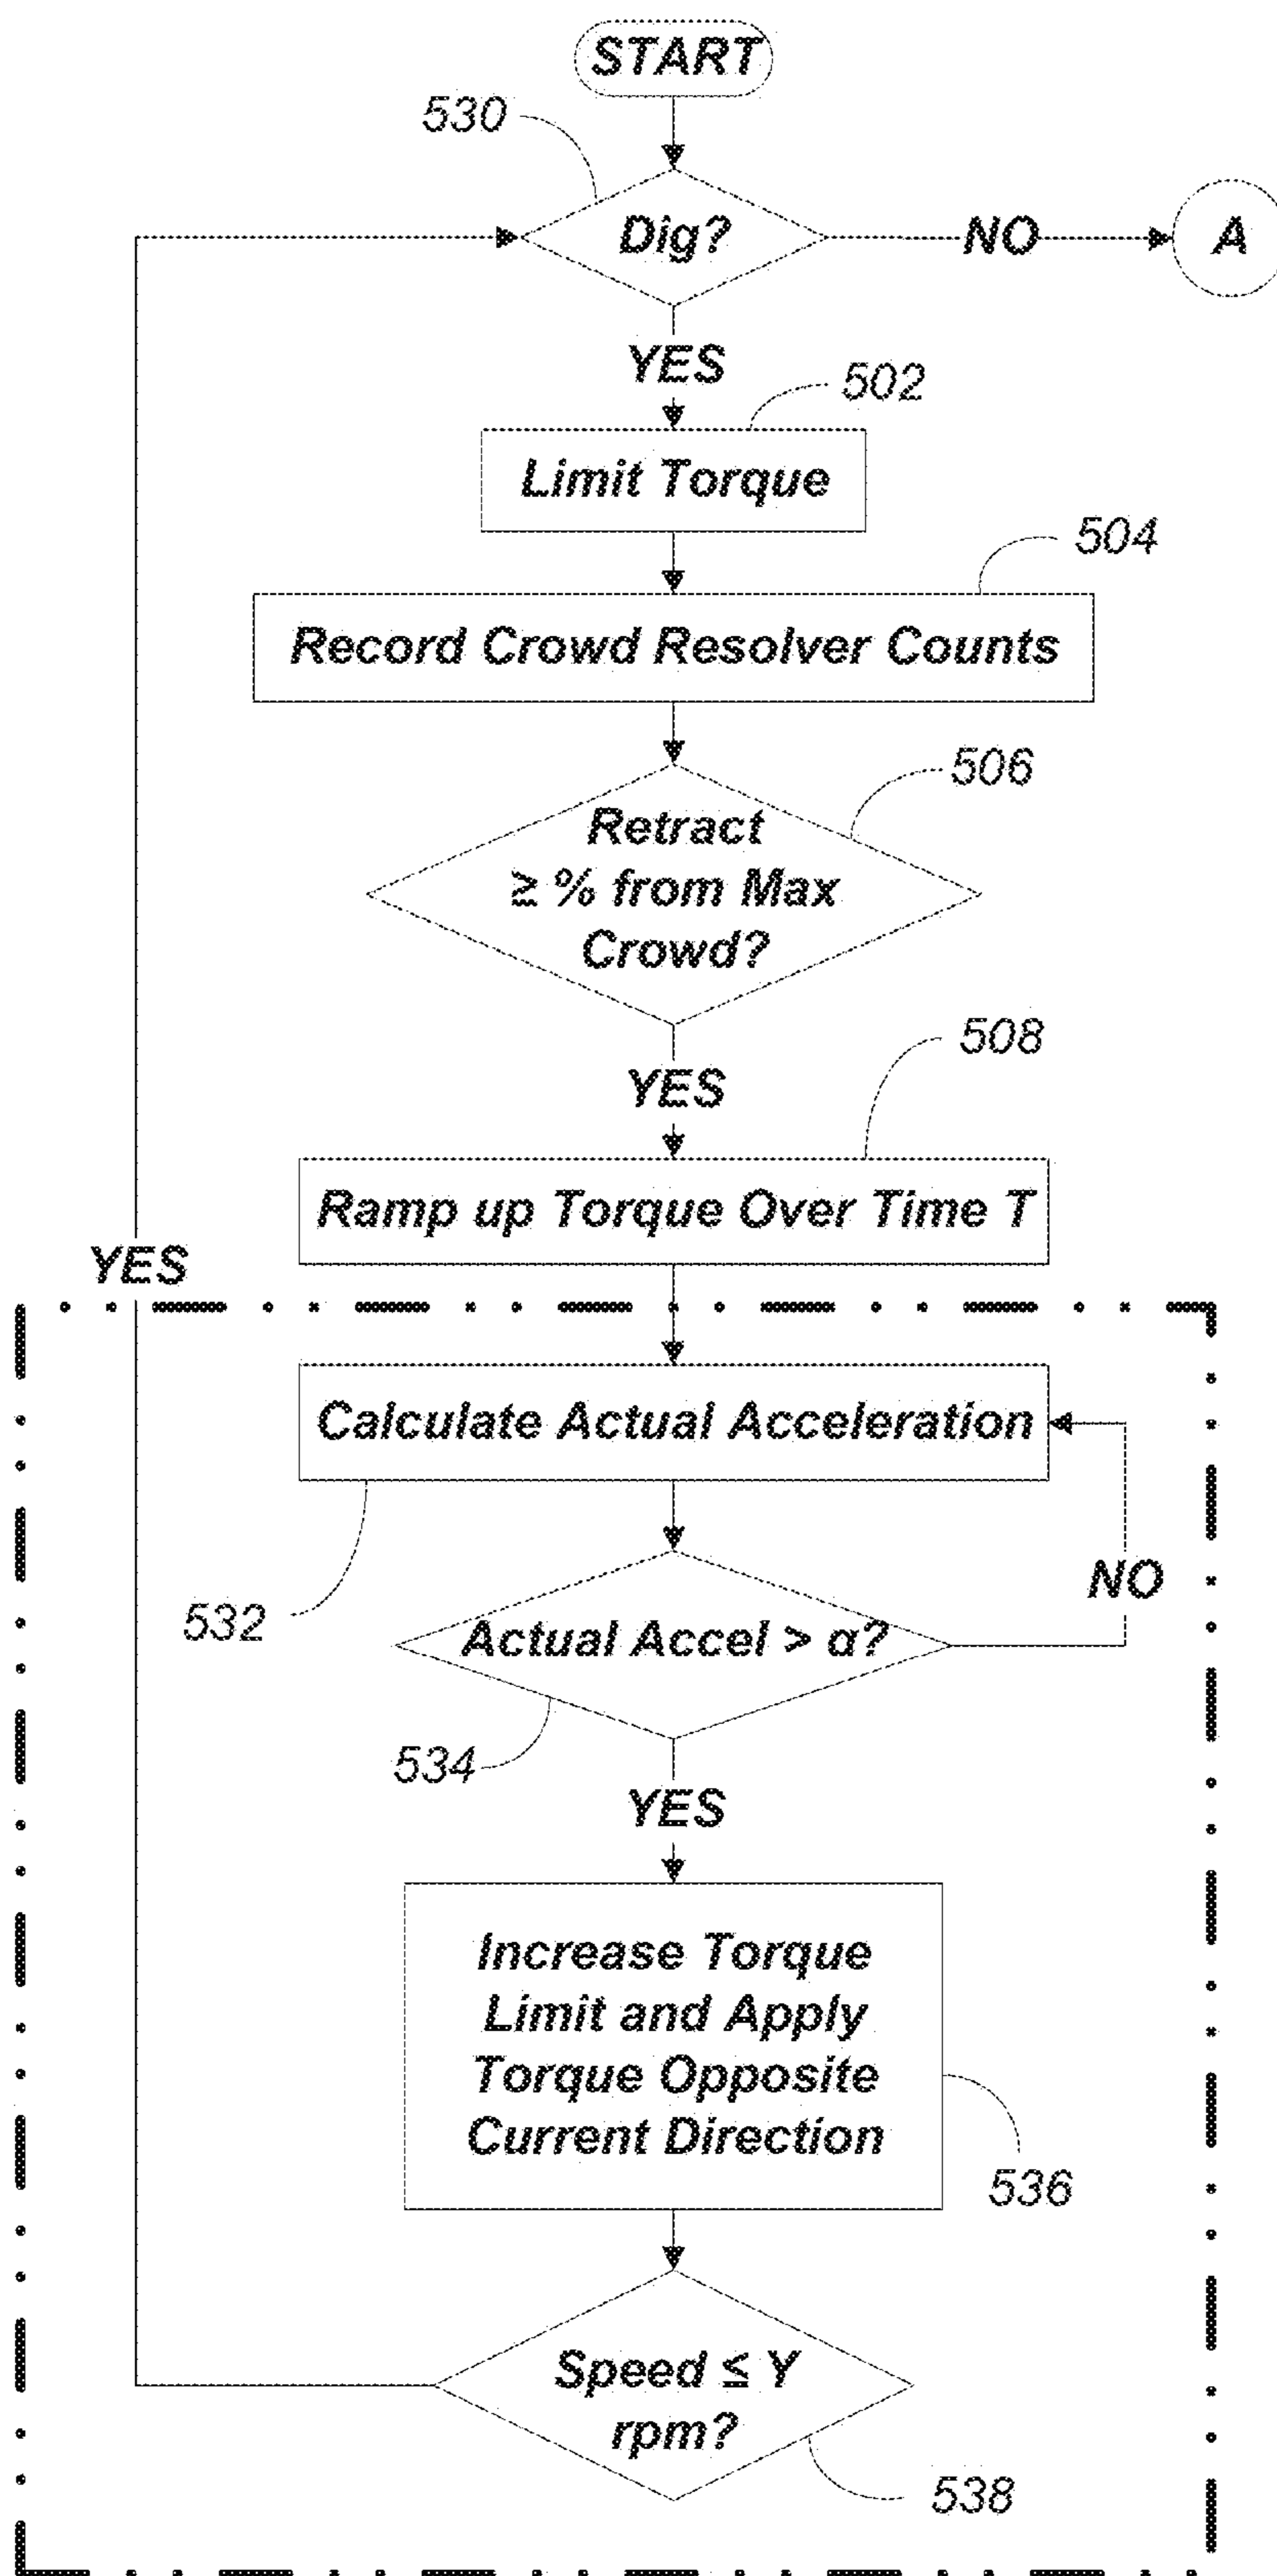 START
530
Dig?
NO
A
YES
502
Limit Torque
504
Record Crowd Resolver Counts
506
Retract
≥ % from Max
Crowd?
508
YES
Ramp up Torque Over Time T
YES
Calculate Actual Acceleration
NO
532
Actual Accel > α?
534
YES
Increase Torque
Limit and Apply
Torque Opposite
Current Direction
536
Speed ≤ Y
rpm?
538